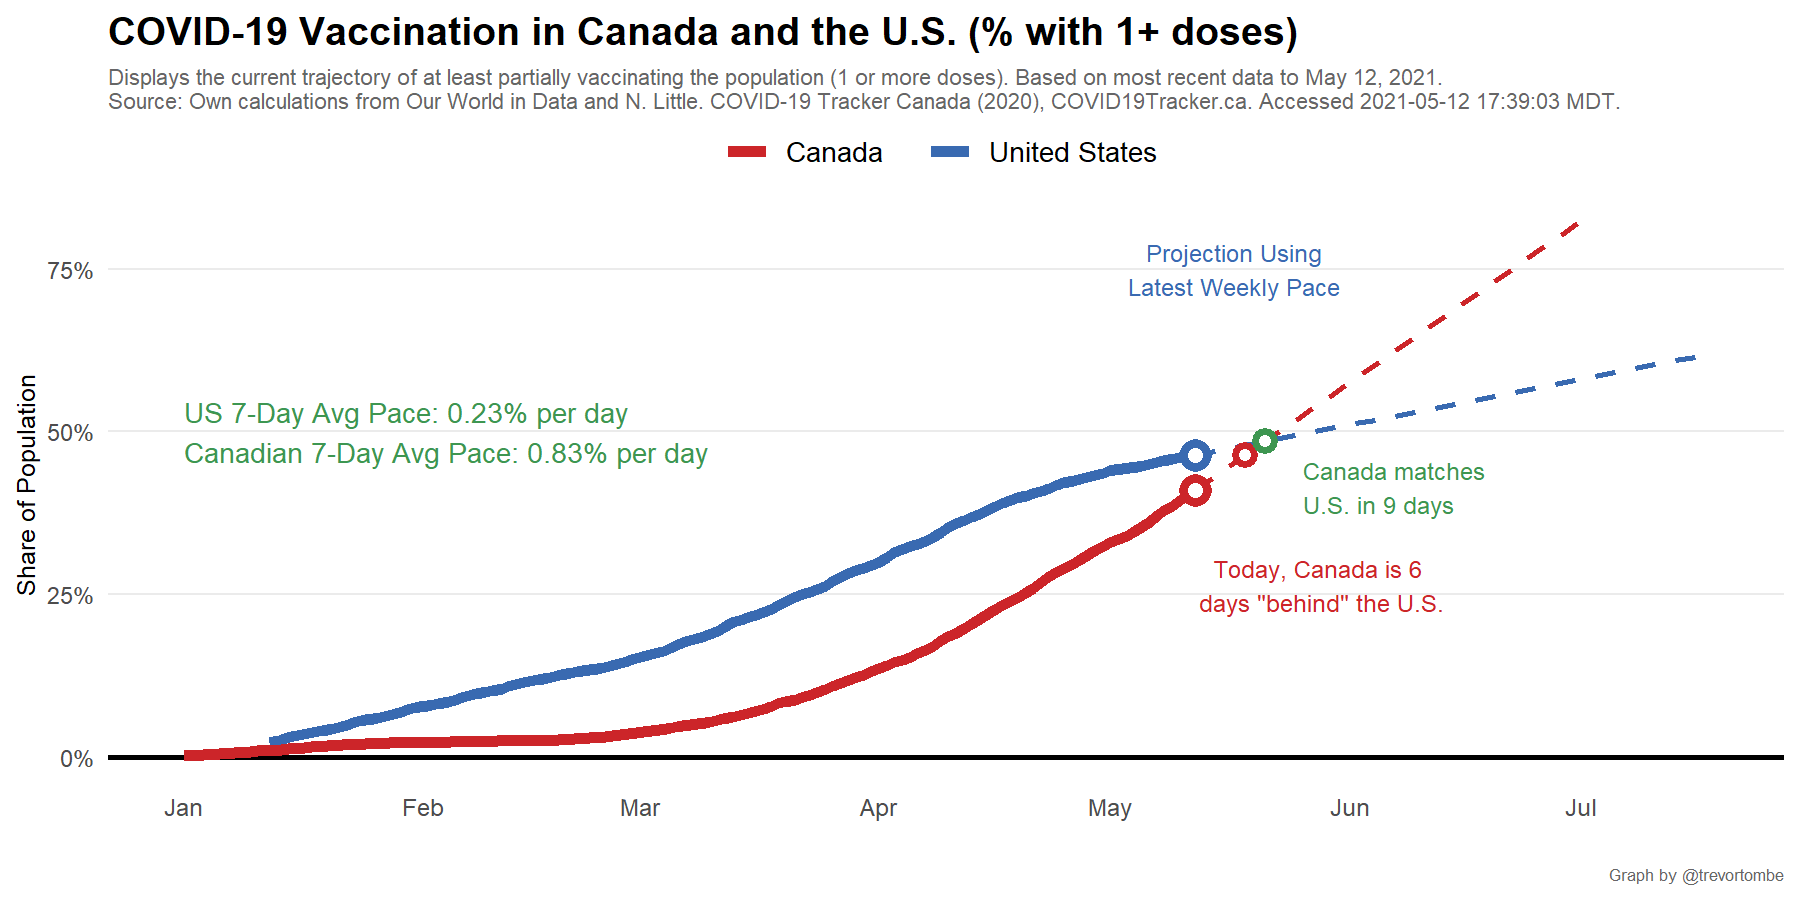 COVID-19 Vaccination in Canada and the U.S. (% with 1+ doses)
Displays the current trajectory of at least partially vaccinating the population (1 or more doses). Based on most recent data to May 12, 2021.
Source: Own calculations from Our World in Data and N. Little. COVID-19 Tracker Canada (2020), COVID19Tracker.ca. Accessed 2021-05-12 17:39:03 MDT.
Canada
United States
Projection Using
Latest Weekly Pace
75%
US 7-Day Avg Pace: 0.23% per day
Canadian 7-Day Avg Pace: 0.83% per day
50%
Canada matches
U.S. in 9 days
Today, Canada is 6
days "behind" the U.S.
25%
0%
Share of Population
Jan
Feb
Mar
Apr
May
Jun
Jul
Graph by @trevortombe